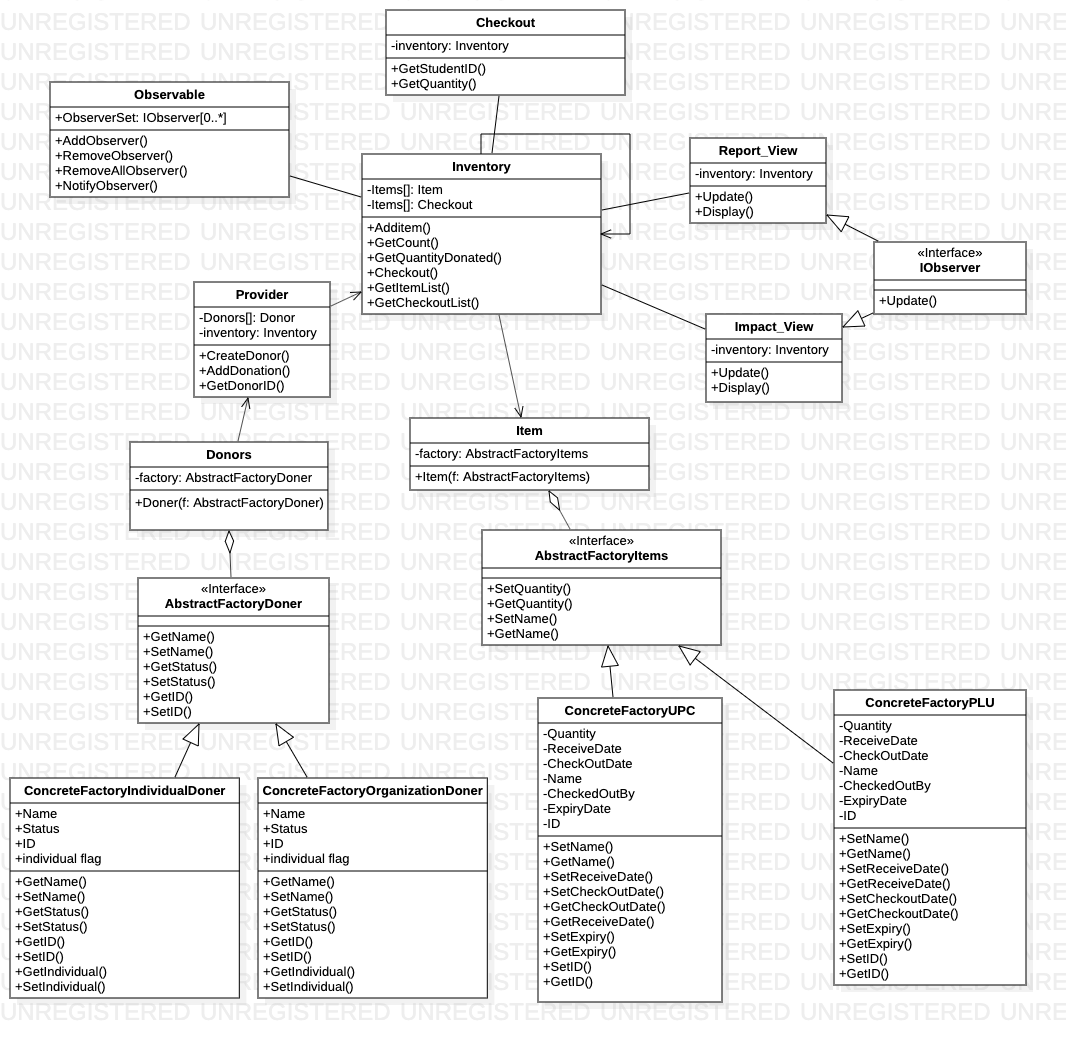 Checkout
-inventory: Inventory
+GetStudentID()
+GetQuantity()
Observable
+ObserverSet: IObserver[0..*]
+AddObserver()
+RemoveObserver()
+RemoveAllObserver()
+NotifyObserver()
Inventory
-Items[]: Item
-Items[]: Checkout
+Additem()
+GetCount()
+GetQuantityDonated()
+Checkout()
+GetItemList()
+GetCheckoutList()
Report_View
-inventory: Inventory
+Update()
+Display()
«Interface»
IObserver
+Update()
Provider
-Donors[]: Donor
-inventory: Inventory
+CreateDonor()
+AddDonation()
+GetDonorID()
Impact_View
-inventory: Inventory
+Update()
+Display()
Donors
-factory: AbstractFactoryDoner
+Doner(f: AbstractFactoryDoner)
Item
-factory: AbstractFactoryItems
+Item(f: AbstractFactoryItems)
«Interface»
AbstractFactoryItems
+SetQuantity()
+GetQuantity()
+SetName()
+GetName()
«Interface»
AbstractFactoryDoner
+GetName()
+SetName()
+GetStatus()
+SetStatus()
+GetID()
+SetID()
ConcreteFactoryIndividualDoner
+Name
+Status
+ID
+individual flag
+GetName()
+SetName()
+GetStatus()
+SetStatus()
+GetID()
+SetID()
+GetIndividual()
+SetIndividual()
ConcreteFactoryOrganizationDoner
+Name
+Status
+ID
+individual flag
+GetName()
+SetName()
+GetStatus()
+SetStatus()
+GetID()
+SetID()
+GetIndividual()
+SetIndividual()
ConcreteFactoryUPC
-Quantity
-ReceiveDate
-CheckOutDate
-Name
-CheckedOutBy
-ExpiryDate
-ID
+SetName()
+GetName()
+SetReceiveDate()
+SetCheckOutDate()
+GetCheckOutDate()
+GetReceiveDate()
+SetExpiry()
+GetExpiry()
+SetID()
+GetID()
ConcreteFactoryPLU
-Quantity
-ReceiveDate
-CheckOutDate
-Name
-CheckedOutBy
-ExpiryDate
-ID
+SetName()
+GetName()
+SetReceiveDate()
+GetReceiveDate()
+SetCheckoutDate()
+GetCheckoutDate()
+SetExpiry()
+GetExpiry()
+SetID()
+GetID()
UNREGISTERED